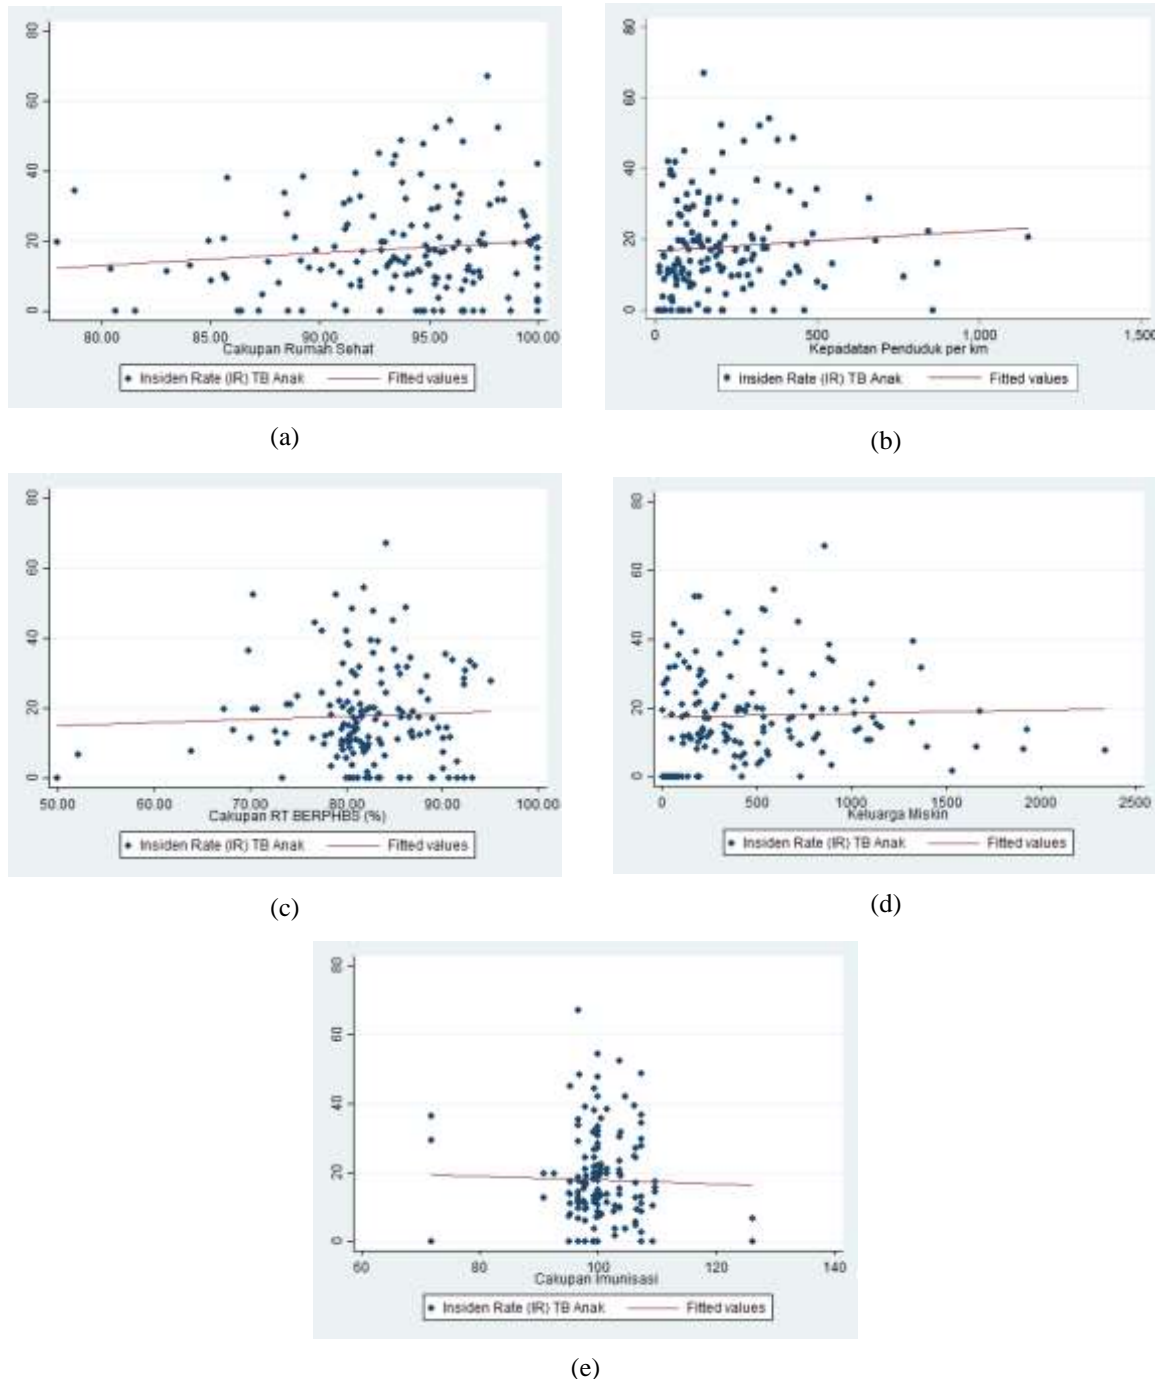 80
60
40
20
0
80.00 85.00 90.00 95.00 100.00
Cakupan Rumah Sehat
Insiden Rate (IR) TB Anak Fitted values
(a)
80
60
40
20
0
0 500 1,000 1,500
Kepadatan Penduduk per km
Insiden Rate (IR) TB Anak Fitted values
(b)
80
60
40
20
0
50.00 60.00 70.00 80.00 90.00 100.00
Cakupan RT BERPHBS (%)
Insiden Rate (IR) TB Anak Fitted values
(c)
80
60
40
20
0
0 500 1000 1500 2000 2500
Keluarga Miskin
Insiden Rate (IR) TB Anak Fitted values
(d)
80
60
40
20
0
60 80 100 120 140
Cakupan Imunisasi
Insiden Rate (IR) TB Anak Fitted values
(e)